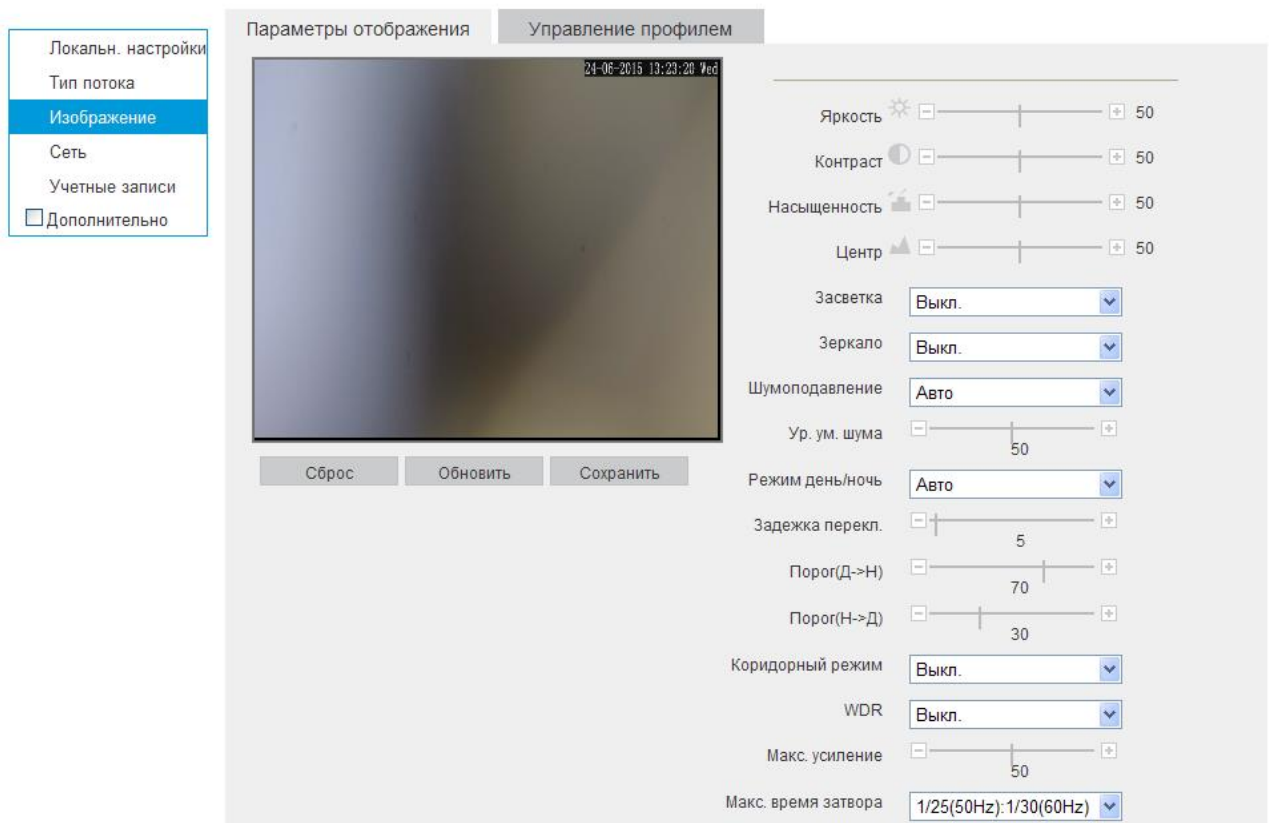 Параметры отображения
Управление профилем
Локальн. настройки
Тип потока
Изображение
Сеть
Учетные записи
Дополнительно
24-06-2015 13:23:28 Wed
Сброс
Обновить
Сохранить
Яркость 50
Контраст 50
Насыщенность 50
Центр 50
Засветка Выкл.
Зеркало Выкл.
Шумоподавление Авто
Ур. ум. шума
50
Режим день/ночь Авто
Задежка перекл.
5
Порог(Д->Н)
70
Порог(Н->Д)
30
Коридорный режим Выкл.
WDR Выкл.
Макс. усиление
50
Макс. время затвора 1/25(50Hz):1/30(60Hz)